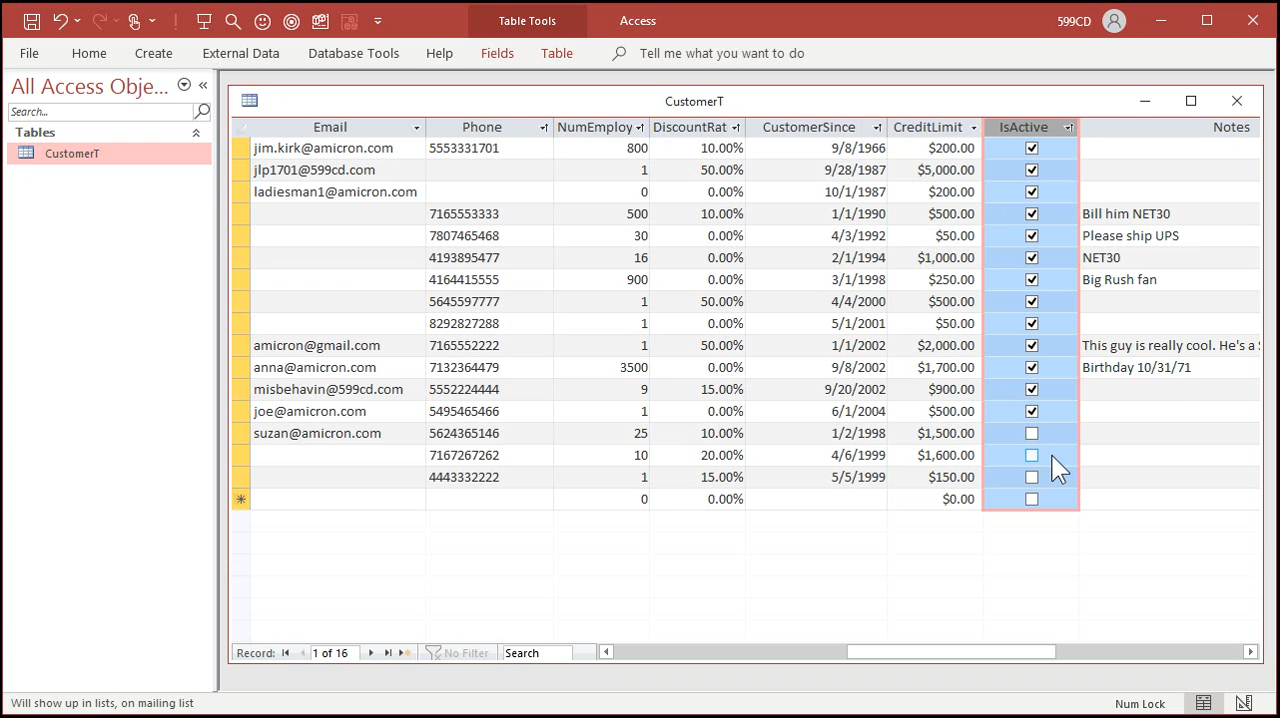 Table Tools Access 599CD
File Home Create External Data Database Tools Help Fields Table Tell me what you want to do
All Access Obje...
Search...
Tables
CustomerT
CustomerT
Email Phone NumEmploy DiscountRat CustomerSince CreditLimit IsActive Notes
jim.kirk@amicron.com 5553331701 800 10.00% 9/8/1966 $200.00
jlp1701@599cd.com 1 50.00% 9/28/1987 $5,000.00
ladiesman1@amicron.com 0 0.00% 10/1/1987 $200.00
7165553333 500 10.00% 1/1/1990 $500.00 Bill him NET30
7807465468 30 0.00% 4/3/1992 $50.00 Please ship UPS
4193895477 16 0.00% 2/1/1994 $1,000.00 NET30
4164415555 900 0.00% 3/1/1998 $250.00 Big Rush fan
5645597777 1 50.00% 4/4/2000 $500.00
8292827288 1 0.00% 5/1/2001 $50.00
amicron@gmail.com 7165552222 1 50.00% 1/1/2002 $2,000.00 This guy is really cool. He's a S
anna@amicron.com 7132364479 3500 0.00% 9/8/2002 $1,700.00 Birthday 10/31/71
misbehavin@599cd.com 5552224444 9 15.00% 9/20/2002 $900.00
joe@amicron.com 5495465466 1 0.00% 6/1/2004 $500.00
suzan@amicron.com 5624365146 25 10.00% 1/2/1998 $1,500.00
7167267262 10 20.00% 4/6/1999 $1,600.00
4443332222 1 15.00% 5/5/1999 $150.00
0 0.00% $0.00
Record: 1 of 16 No Filter Search
Will show up in lists, on mailing list Num Lock